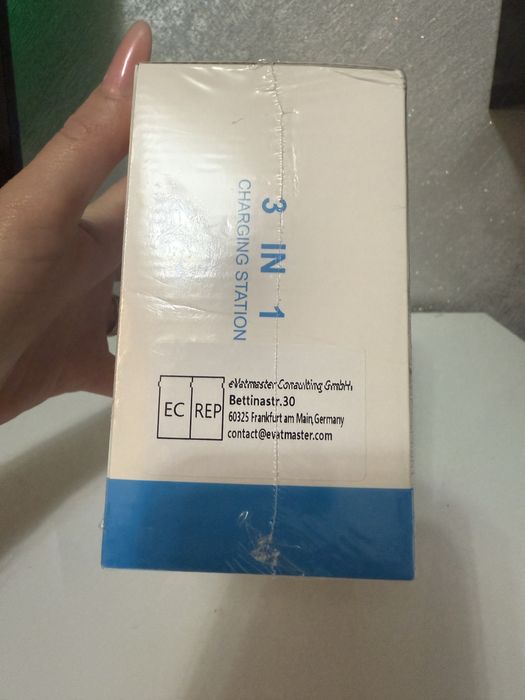 3 IN 1
CHARGING STATION
EC REP
eVatmaster Consulting GmbH
Bettinastr.30
60325 Frankfurt am Main,Germany
contact@evatmaster.com